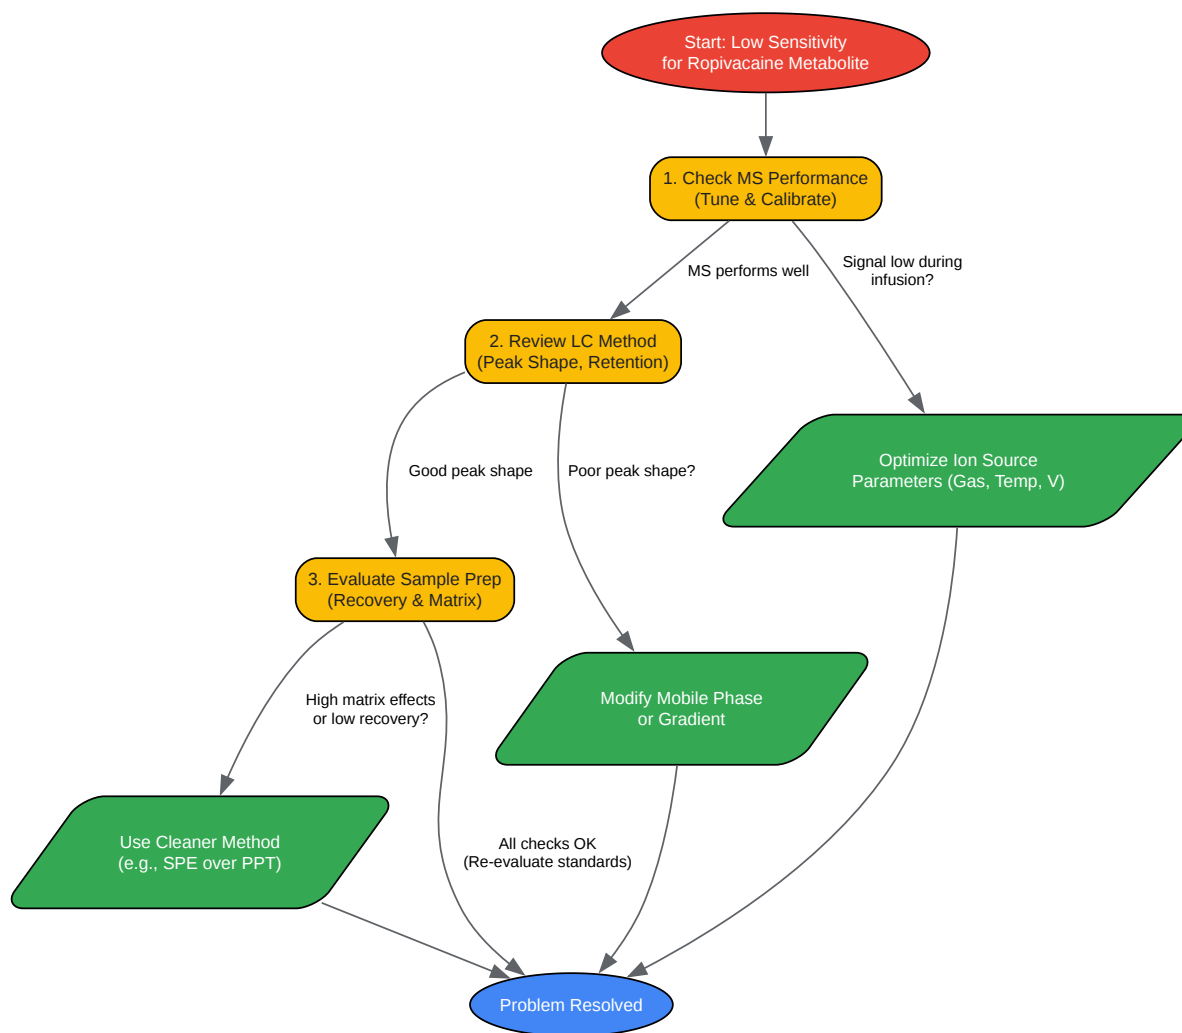 Start: Low Sensitivity
for Ropivacaine Metabolite
1. Check MS Performance
(Tune & Calibrate)
MS performs well
Signal low during
infusion?
2. Review LC Method
(Peak Shape, Retention)
Good peak shape
Poor peak shape?
Optimize Ion Source
Parameters (Gas, Temp, V)
3. Evaluate Sample Prep
(Recovery & Matrix)
High matrix effects
or low recovery?
Modify Mobile Phase
or Gradient
Use Cleaner Method
(e.g., SPE over PPT)
All checks OK
(Re-evaluate standards)
Problem Resolved